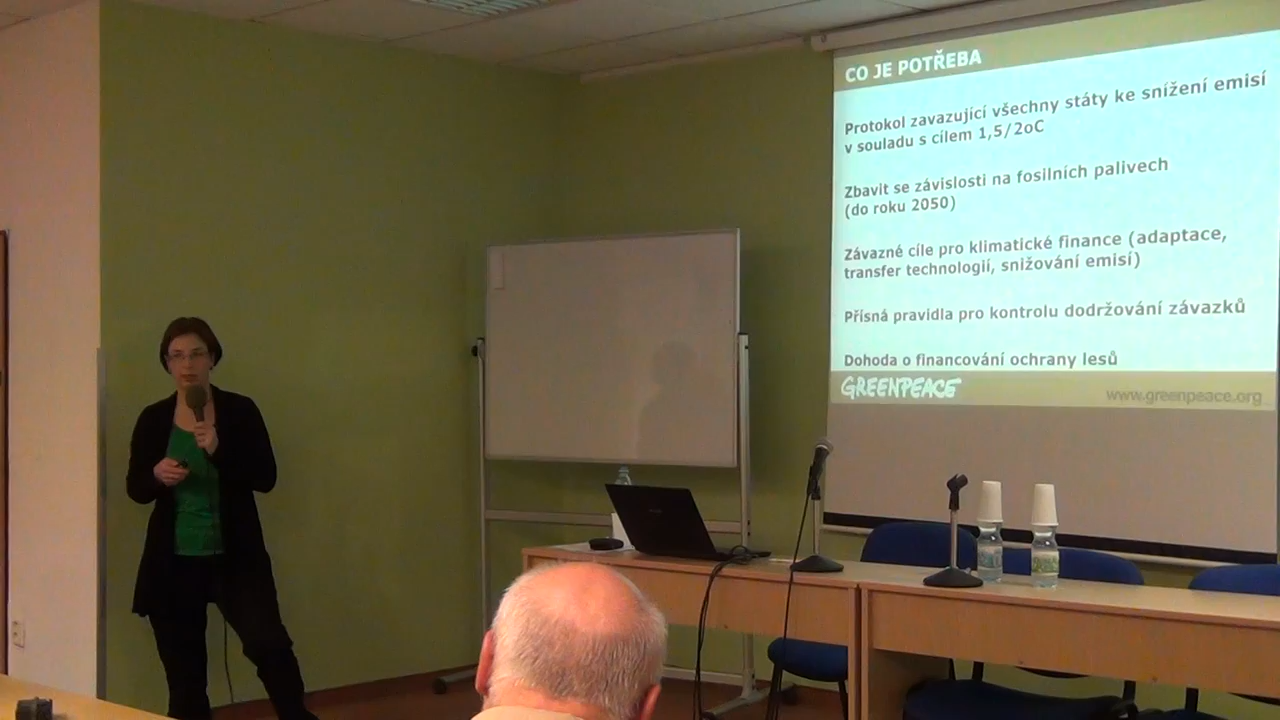 CO JE POTŘEBA
Protokol zavazující všechny státy ke snížení emisí
v souladu s cílem 1,5/2oC
Zbavit se závislosti na fosilních palivech
(do roku 2050)
Závazné cíle pro klimatické finance (adaptace,
transfer technologií, snižování emisí)
Přísná pravidla pro kontrolu dodržování závazků
Dohoda o financování ochrany lesů
GREENPEACE
www.greenpeace.org